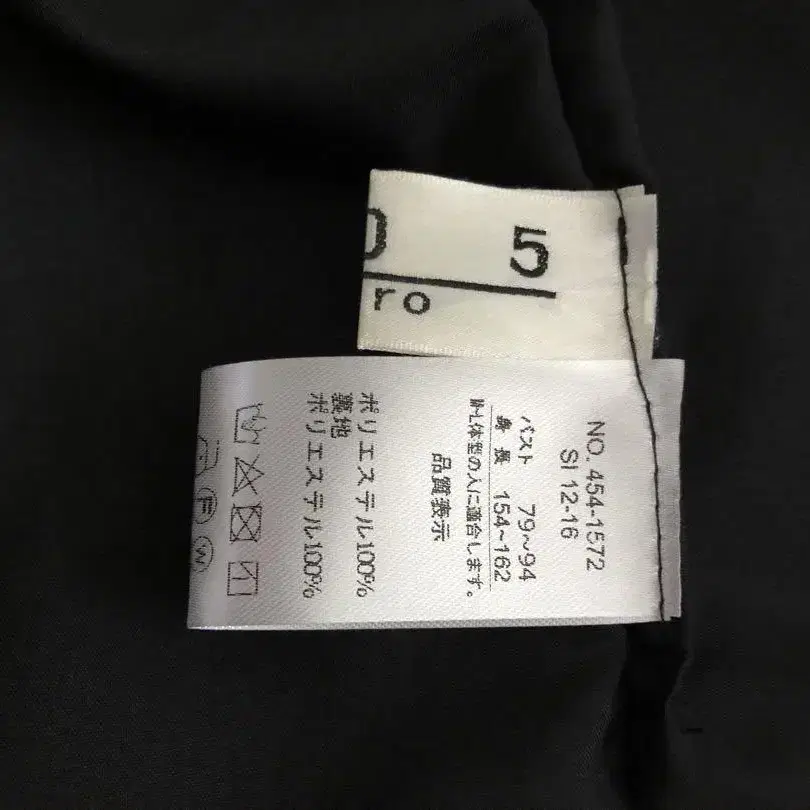 5
ro
NO. 454-1572
SI 12-16
バスト 79~94
身長 154~162
M-L体型の人に適合します。
品質表示
ポリエステル100%
裏地
ポリエステル100%
F
W